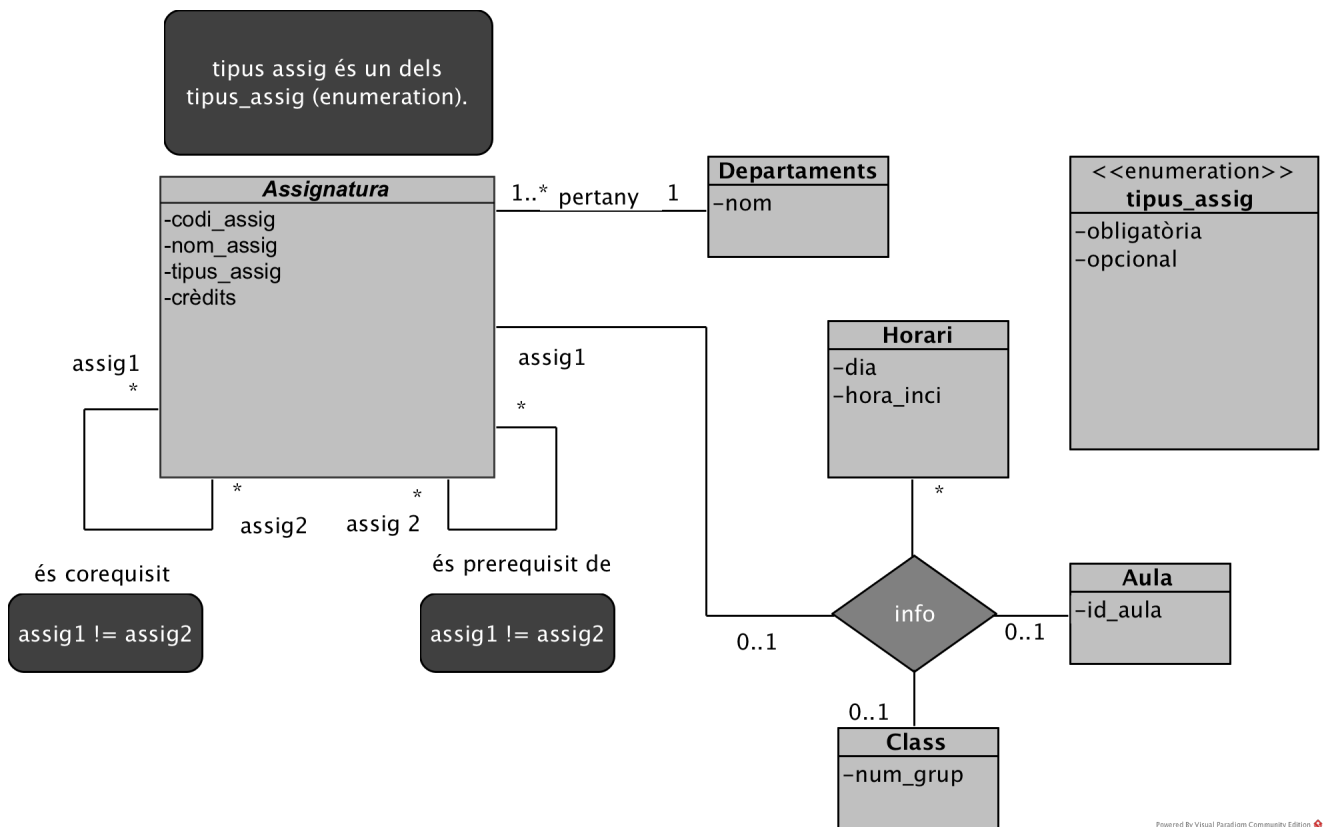 tipus assig és un dels
tipus_assig (enumeration).
Assignatura
-codi_assig
-nom_assig
-tipus_assig
-crèdits
1..* pertany 1
Departaments
-nom
<<enumeration>>
tipus_assig
-obligatòria
-opcional
Horari
-dia
-hora_inci
assig1
*
assig1
*
*
assig2
*
assig 2
*
és corequisit
assig1 != assig2
és prerequisit de
assig1 != assig2
info
0..1
0..1
0..1
Aula
-id_aula
Class
-num_grup
Powered By Visual Paradigm Community Edition